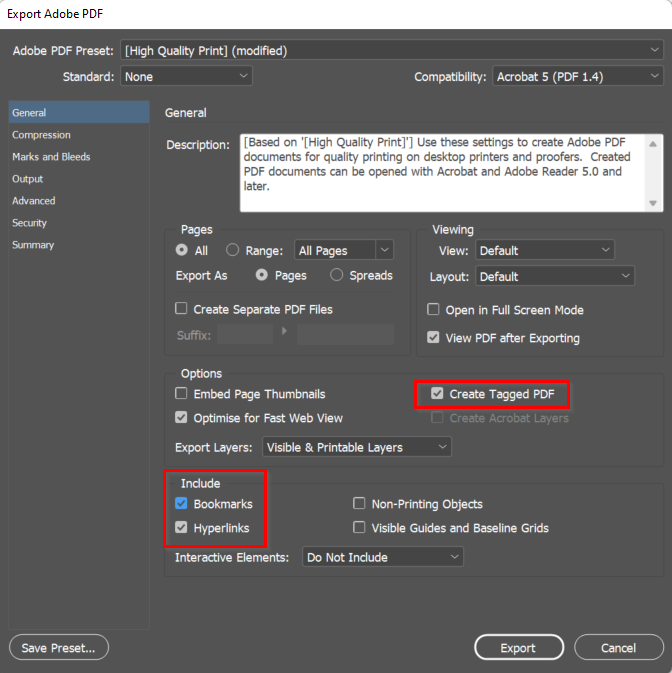 Export Adobe PDF
Adobe PDF Preset: [High Quality Print] (modified)
Standard: None
Compatibility: Acrobat 5 (PDF 1.4)
General
Compression
Marks and Bleeds
Output
Advanced
Security
Summary
General
Description: [Based on '[High Quality Print]'] Use these settings to create Adobe PDF
documents for quality printing on desktop printers and proofers.  Created
PDF documents can be opened with Acrobat and Adobe Reader 5.0 and
later.
Pages
All Range: All Pages
Export As Pages Spreads
Create Separate PDF Files
Suffix:
Viewing
View: Default
Layout: Default
Open in Full Screen Mode
View PDF after Exporting
Options
Embed Page Thumbnails
Create Tagged PDF
Optimise for Fast Web View
Create Acrobat Layers
Export Layers: Visible & Printable Layers
Include
Bookmarks
Non-Printing Objects
Hyperlinks
Visible Guides and Baseline Grids
Interactive Elements: Do Not Include
Save Preset...
Export
Cancel